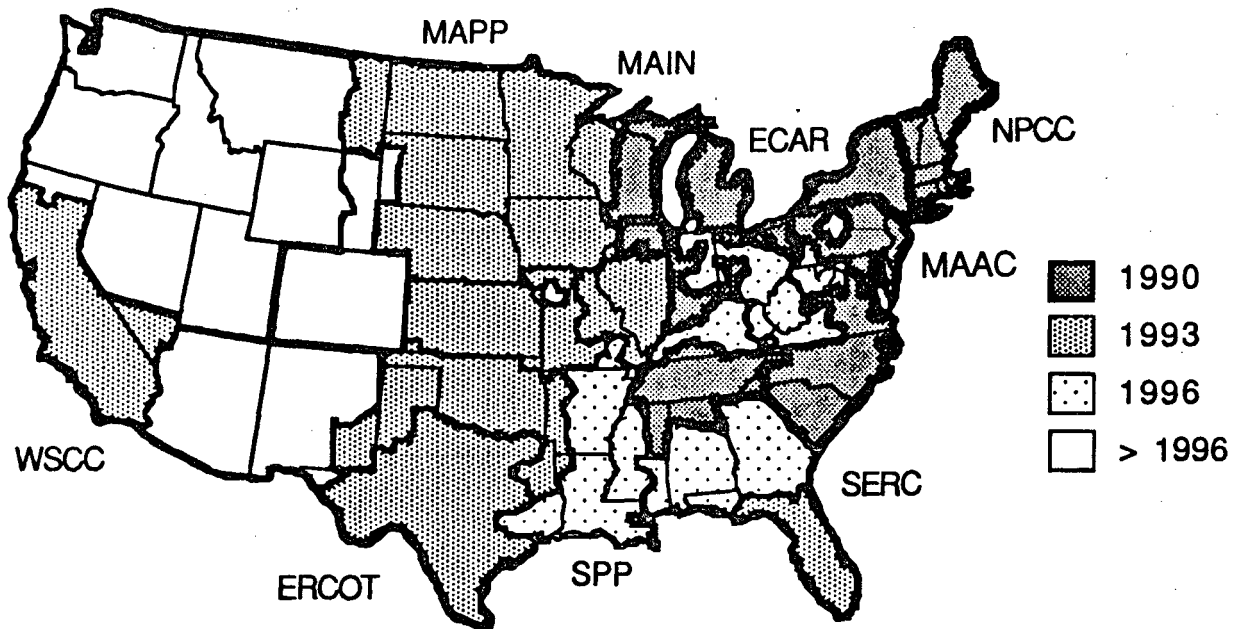 MAPP
MAIN
ECAR
NPCC
MAAC
WSCC
ERCOT
SPP
SERC
1990
1993
1996
> 1996